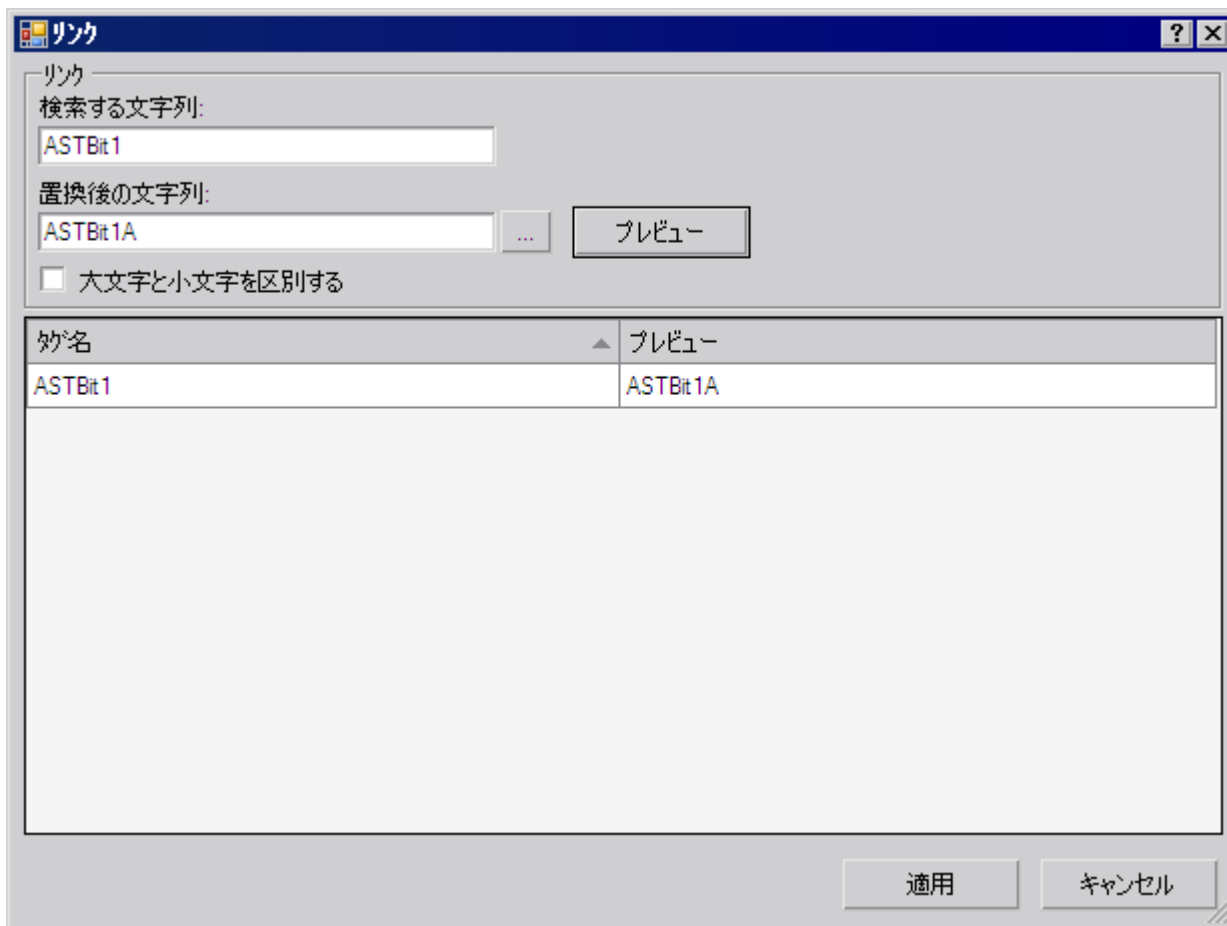 リンク
リンク
検索する文字列:
ASTBit1
置換後の文字列:
ASTBit1A ... プレビュー
大文字と小文字を区別する
タグ名 プレビュー
ASTBit1 ASTBit1A
適用 キャンセル